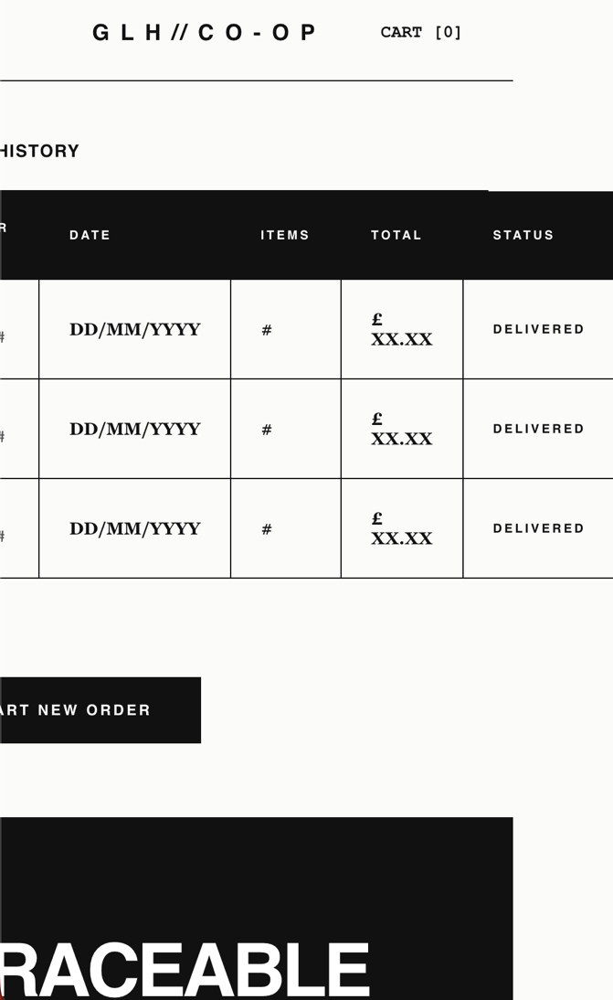 GLH//CO-OP CART [0]
HISTORY
R DATE ITEMS TOTAL STATUS
# DD/MM/YYYY # £ XX.XX DELIVERED
# DD/MM/YYYY # £ XX.XX DELIVERED
# DD/MM/YYYY # £ XX.XX DELIVERED
ART NEW ORDER
RACEABLE